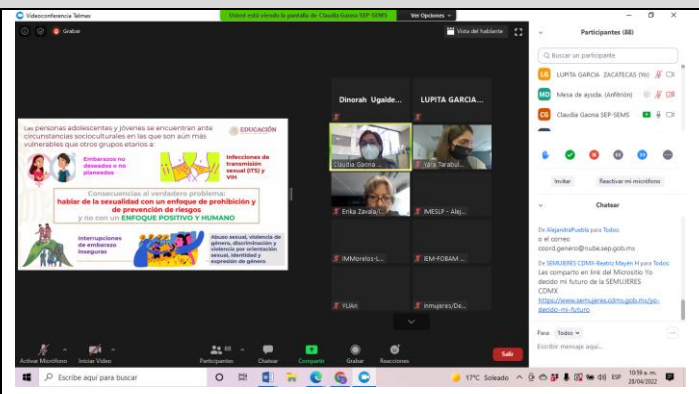 Videoconferencia Telmex
Usted está viendo la pantalla de Claudia Gaona SEP-SEMS
Ver Opciones
Grabar
Vista del hablante
Participantes (88)
Buscar un participante
LG LUPITA GARCIA ZACATECAS (Yo)
MD Mesa de ayuda. (Anfitrión)
CG Claudia Gaona SEP-SEMS
Invitar
Reactivar mi micrófono
Chatear
De AlejandraPuebla para Todos:
o el correo
coord.genero@nube.sep.gob.mx
De SEMUJERES CDMX-Beatriz Mayén H para Todos:
Les comparto en link del Micrositio Yo
decido mi futuro de la SEMUJERES
CDMX
https://www.semujeres.cdmx.gob.mx/yo-
decido-mi-futuro
Para: Todos
Escribir mensaje aquí...
Las personas adolescentes y jóvenes se encuentran ante
circunstancias socioculturales en las que son aún más
vulnerables que otros grupos etarios a:
EDUCACIÓN
Embarazos no
deseados o no
planeados
Infecciones de
transmisión
sexual (ITS) y
VIH
Consecuencias al verdadero problema:
hablar de la sexualidad con un enfoque de prohibición y
de prevención de riesgos
y no con un ENFOQUE POSITIVO Y HUMANO
Interrupciones
de embarazo
inseguras
Abuso sexual, violencia de
género, discriminación y
violencia por orientación
sexual, identidad y
expresión de género
Dinorah Ugalde...
LUPITA GARCIA...
Claudia Gaona ...
Yara Tarabul...
Erika Zavala/...
IMESLP - Alej...
IMMorelos-L...
IEM-FOBAM ...
YUAri
Inmujeres/De...
Activar Micrófono
Iniciar Video
Participantes
88
Chatear
Compartir
Grabar
Reacciones
Salir
Escribe aquí para buscar
17°C Soleado
ESP
10:59 a. m.
28/04/2022